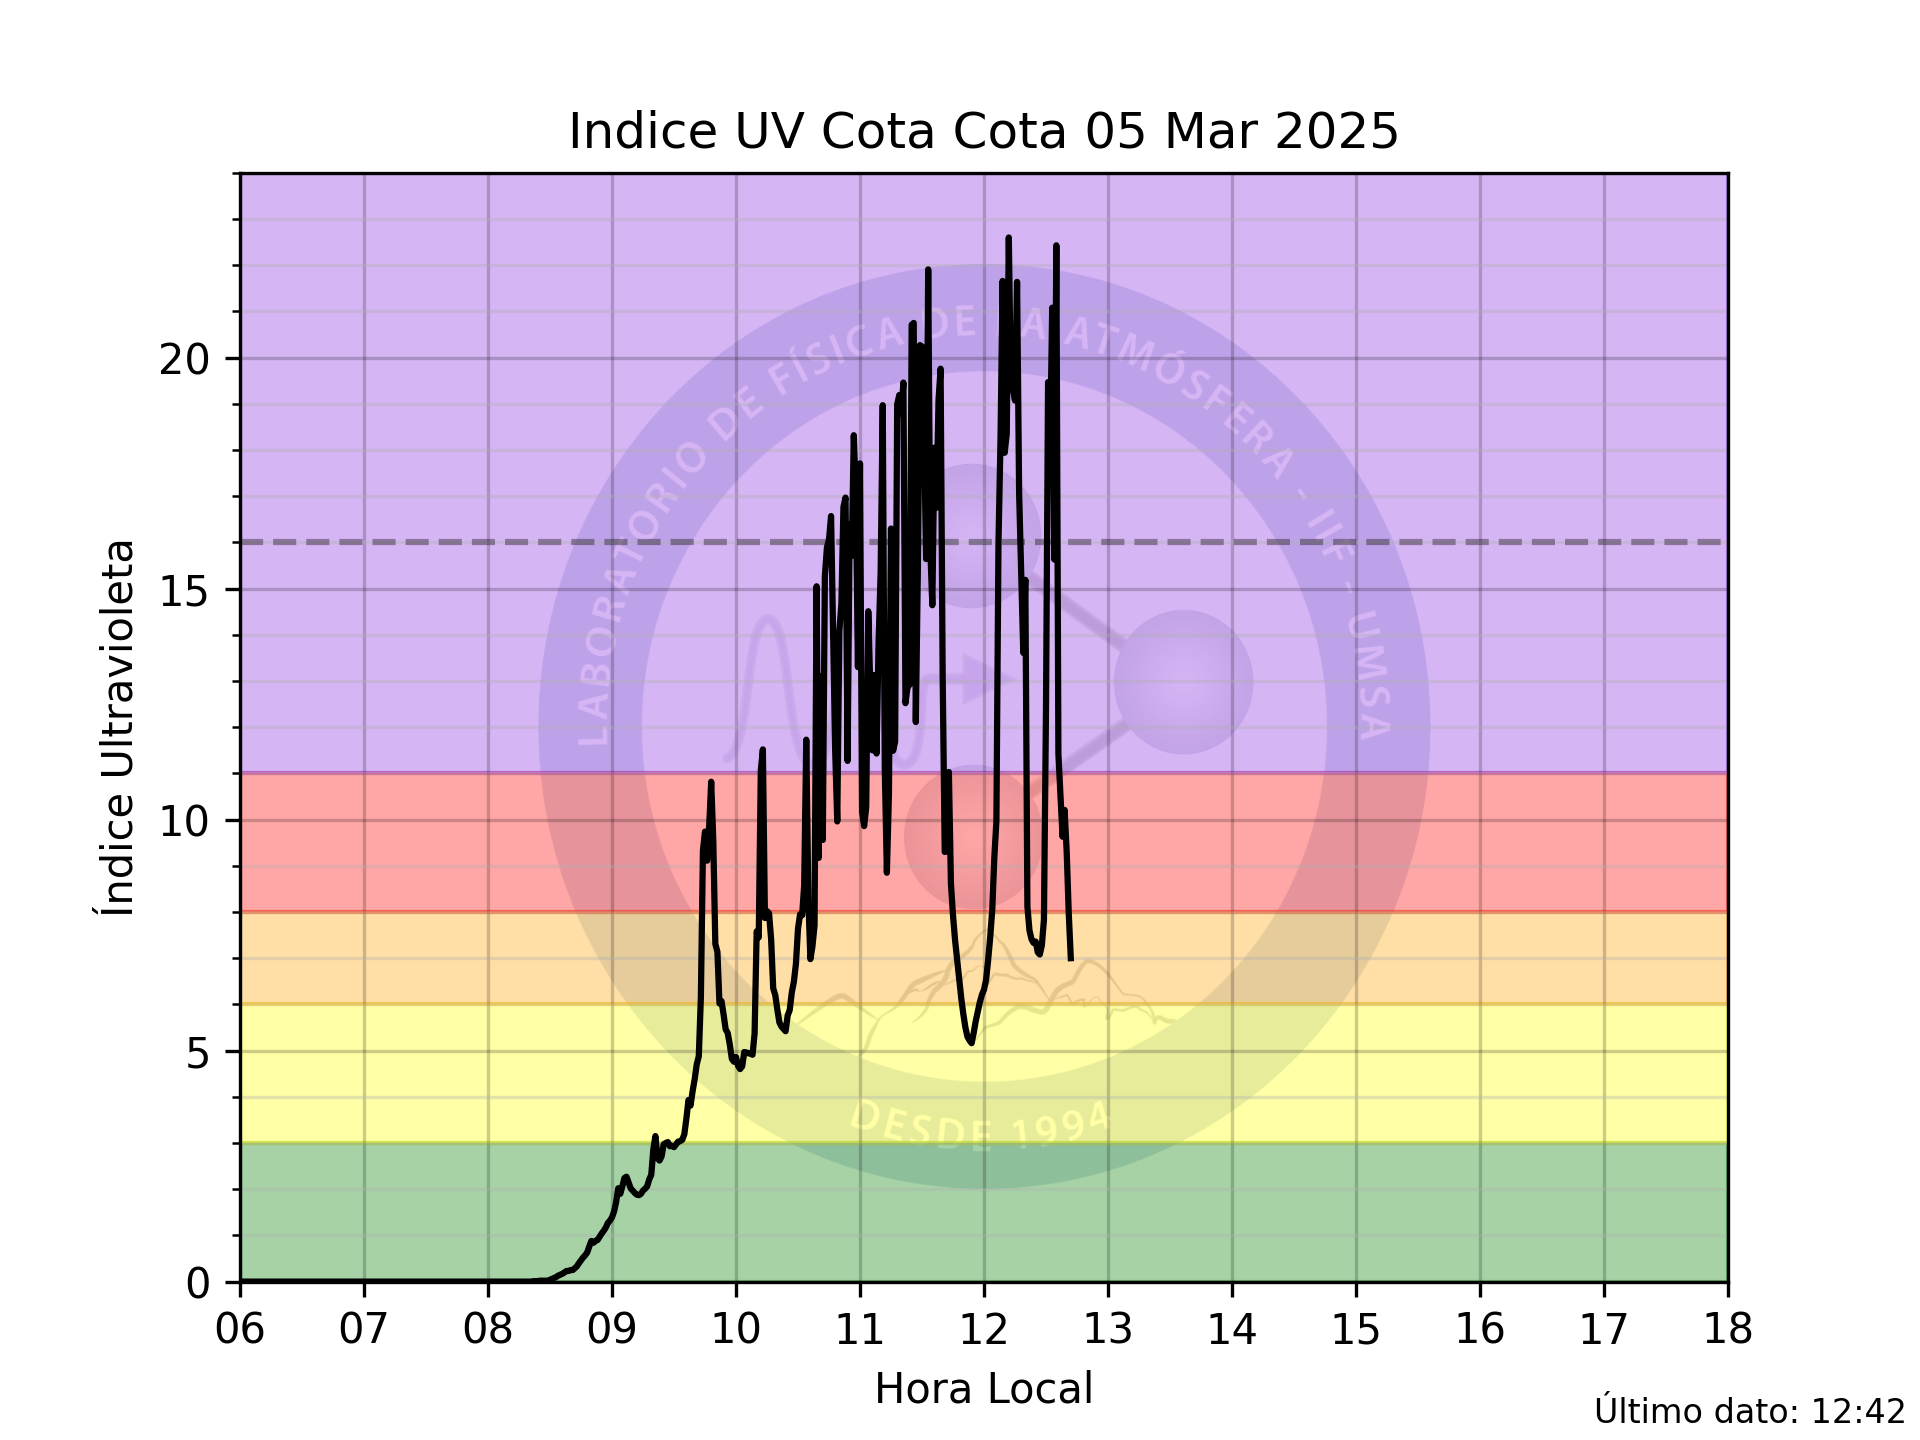 Indice UV Cota Cota 05 Mar 2025
Índice Ultravioleta
20
15
10
5
0
06 07 08 09 10 11 12 13 14 15 16 17 18
Hora Local
Último dato: 12:42
LABORATORIO DE FÍSICA DE LA ATMÓSFERA - IIF - UMSA
DESDE 1994